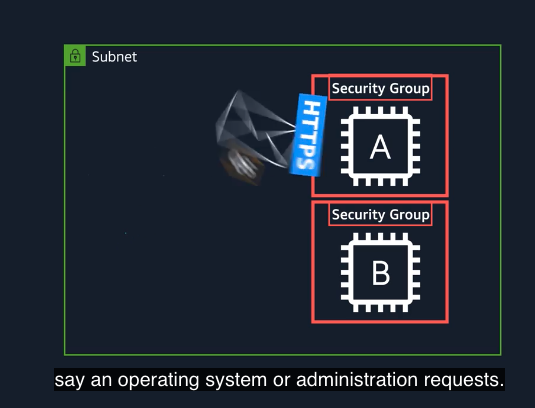 Subnet
Security Group
HTTPS
A
Security Group
B
say an operating system or administration requests.